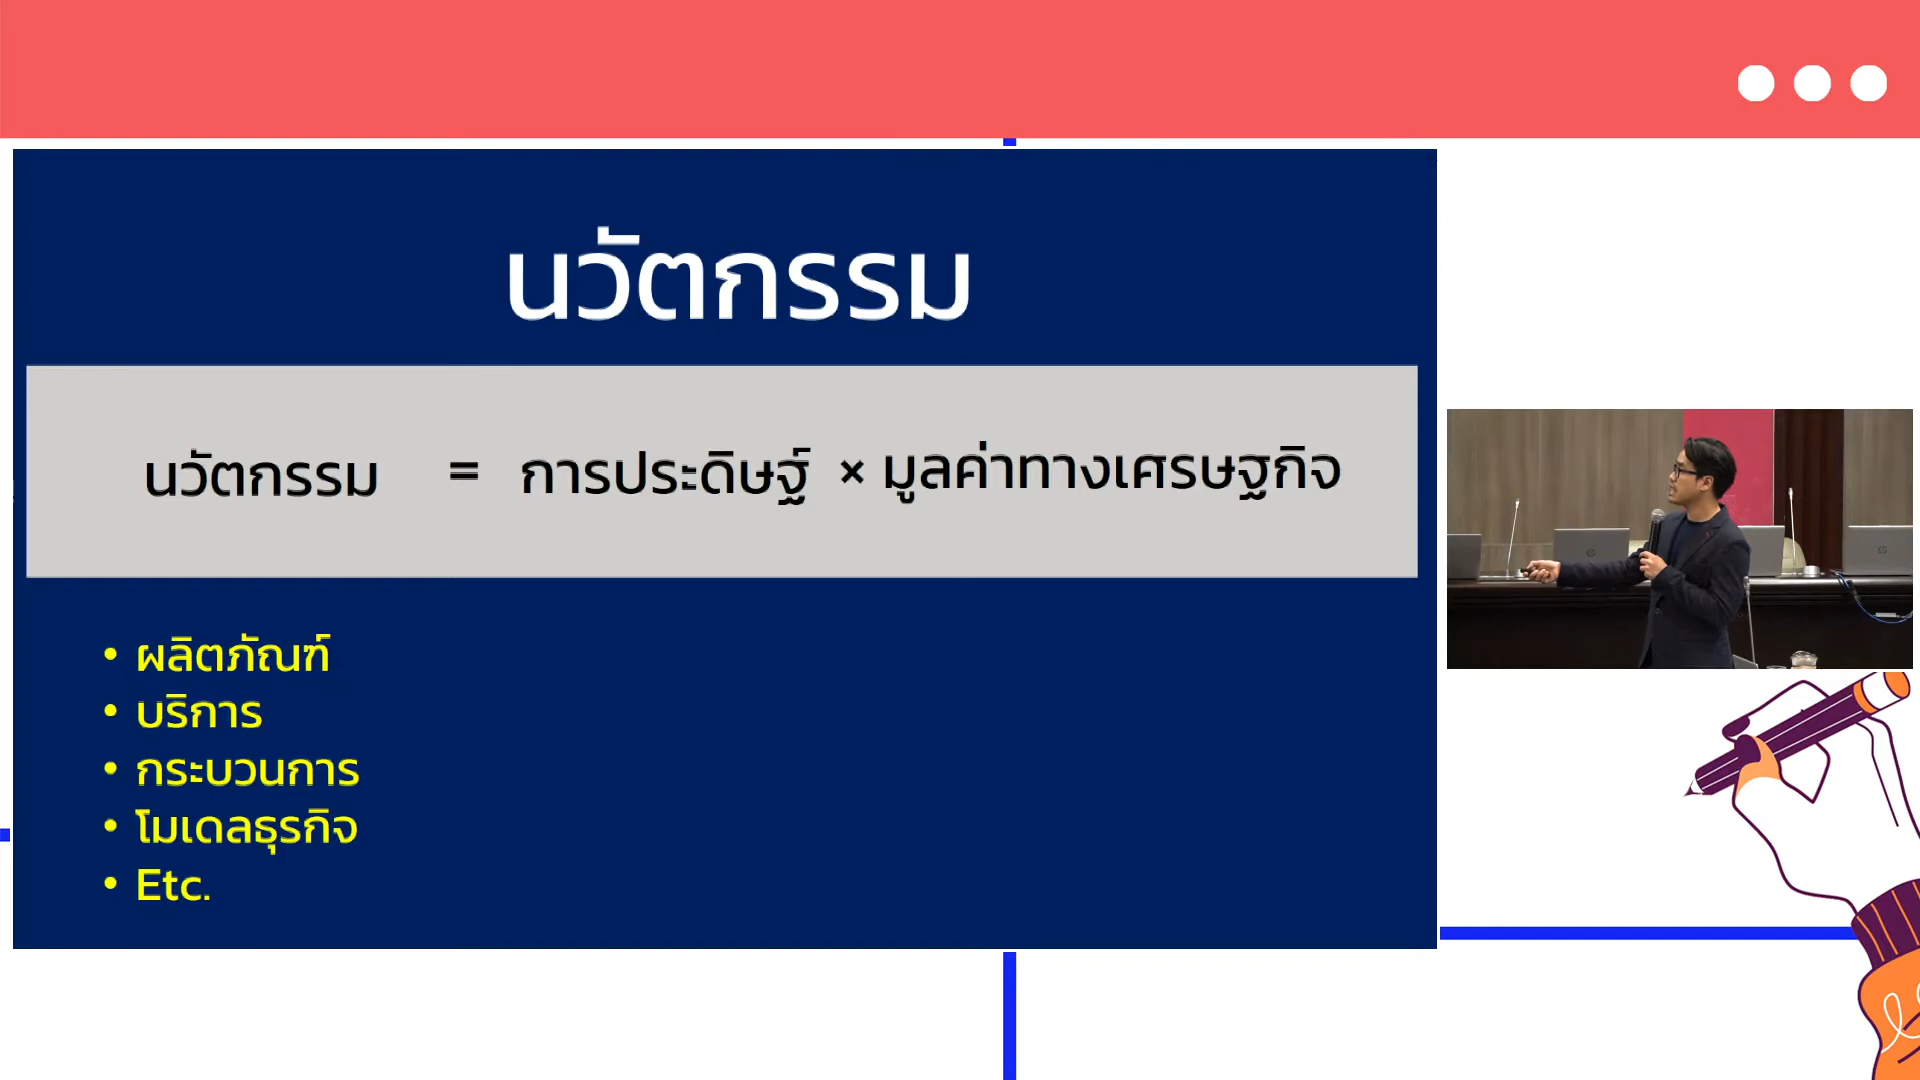 นวัตกรรม
นวัตกรรม = การประดิษฐ์ × มูลค่าทางเศรษฐกิจ
• ผลิตภัณฑ์
• บริการ
• กระบวนการ
• โมเดลธุรกิจ
• Etc.